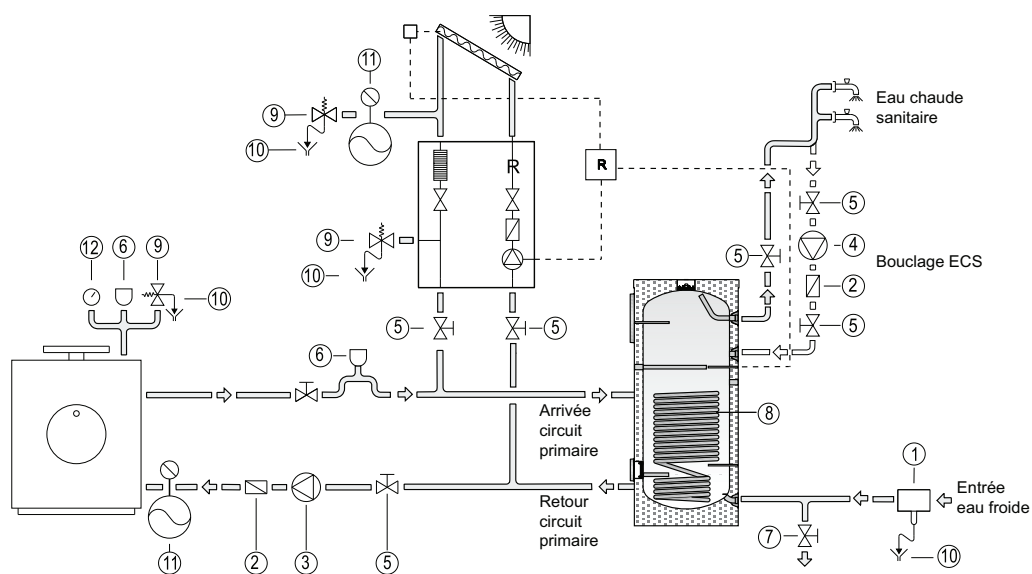 11
9
10
Eau chaude
sanitaire
R
R
5
9
5
4
10
Bouclage ECS
12
6
9
2
10
5
5
5
6
8
Arrivée
circuit
primaire
1
Entrée
eau froide
Retour
circuit
primaire
7
11
2
3
5
10